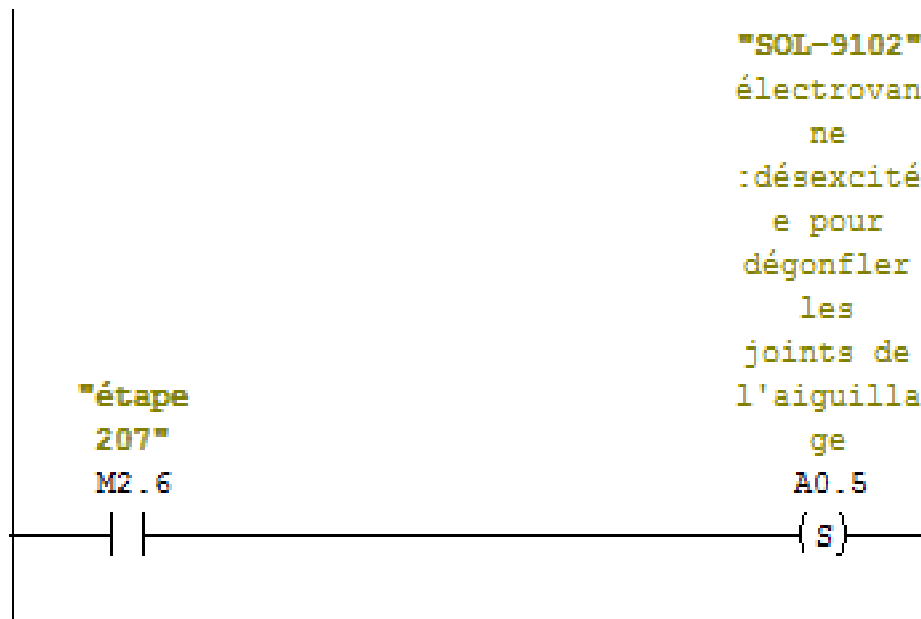 "SOL-9102"
électrovan
ne
:désexcité
e pour
dégonfler
les
joints de
l'aiguilla
ge
A0.5
"étape
207"
M2.6
S